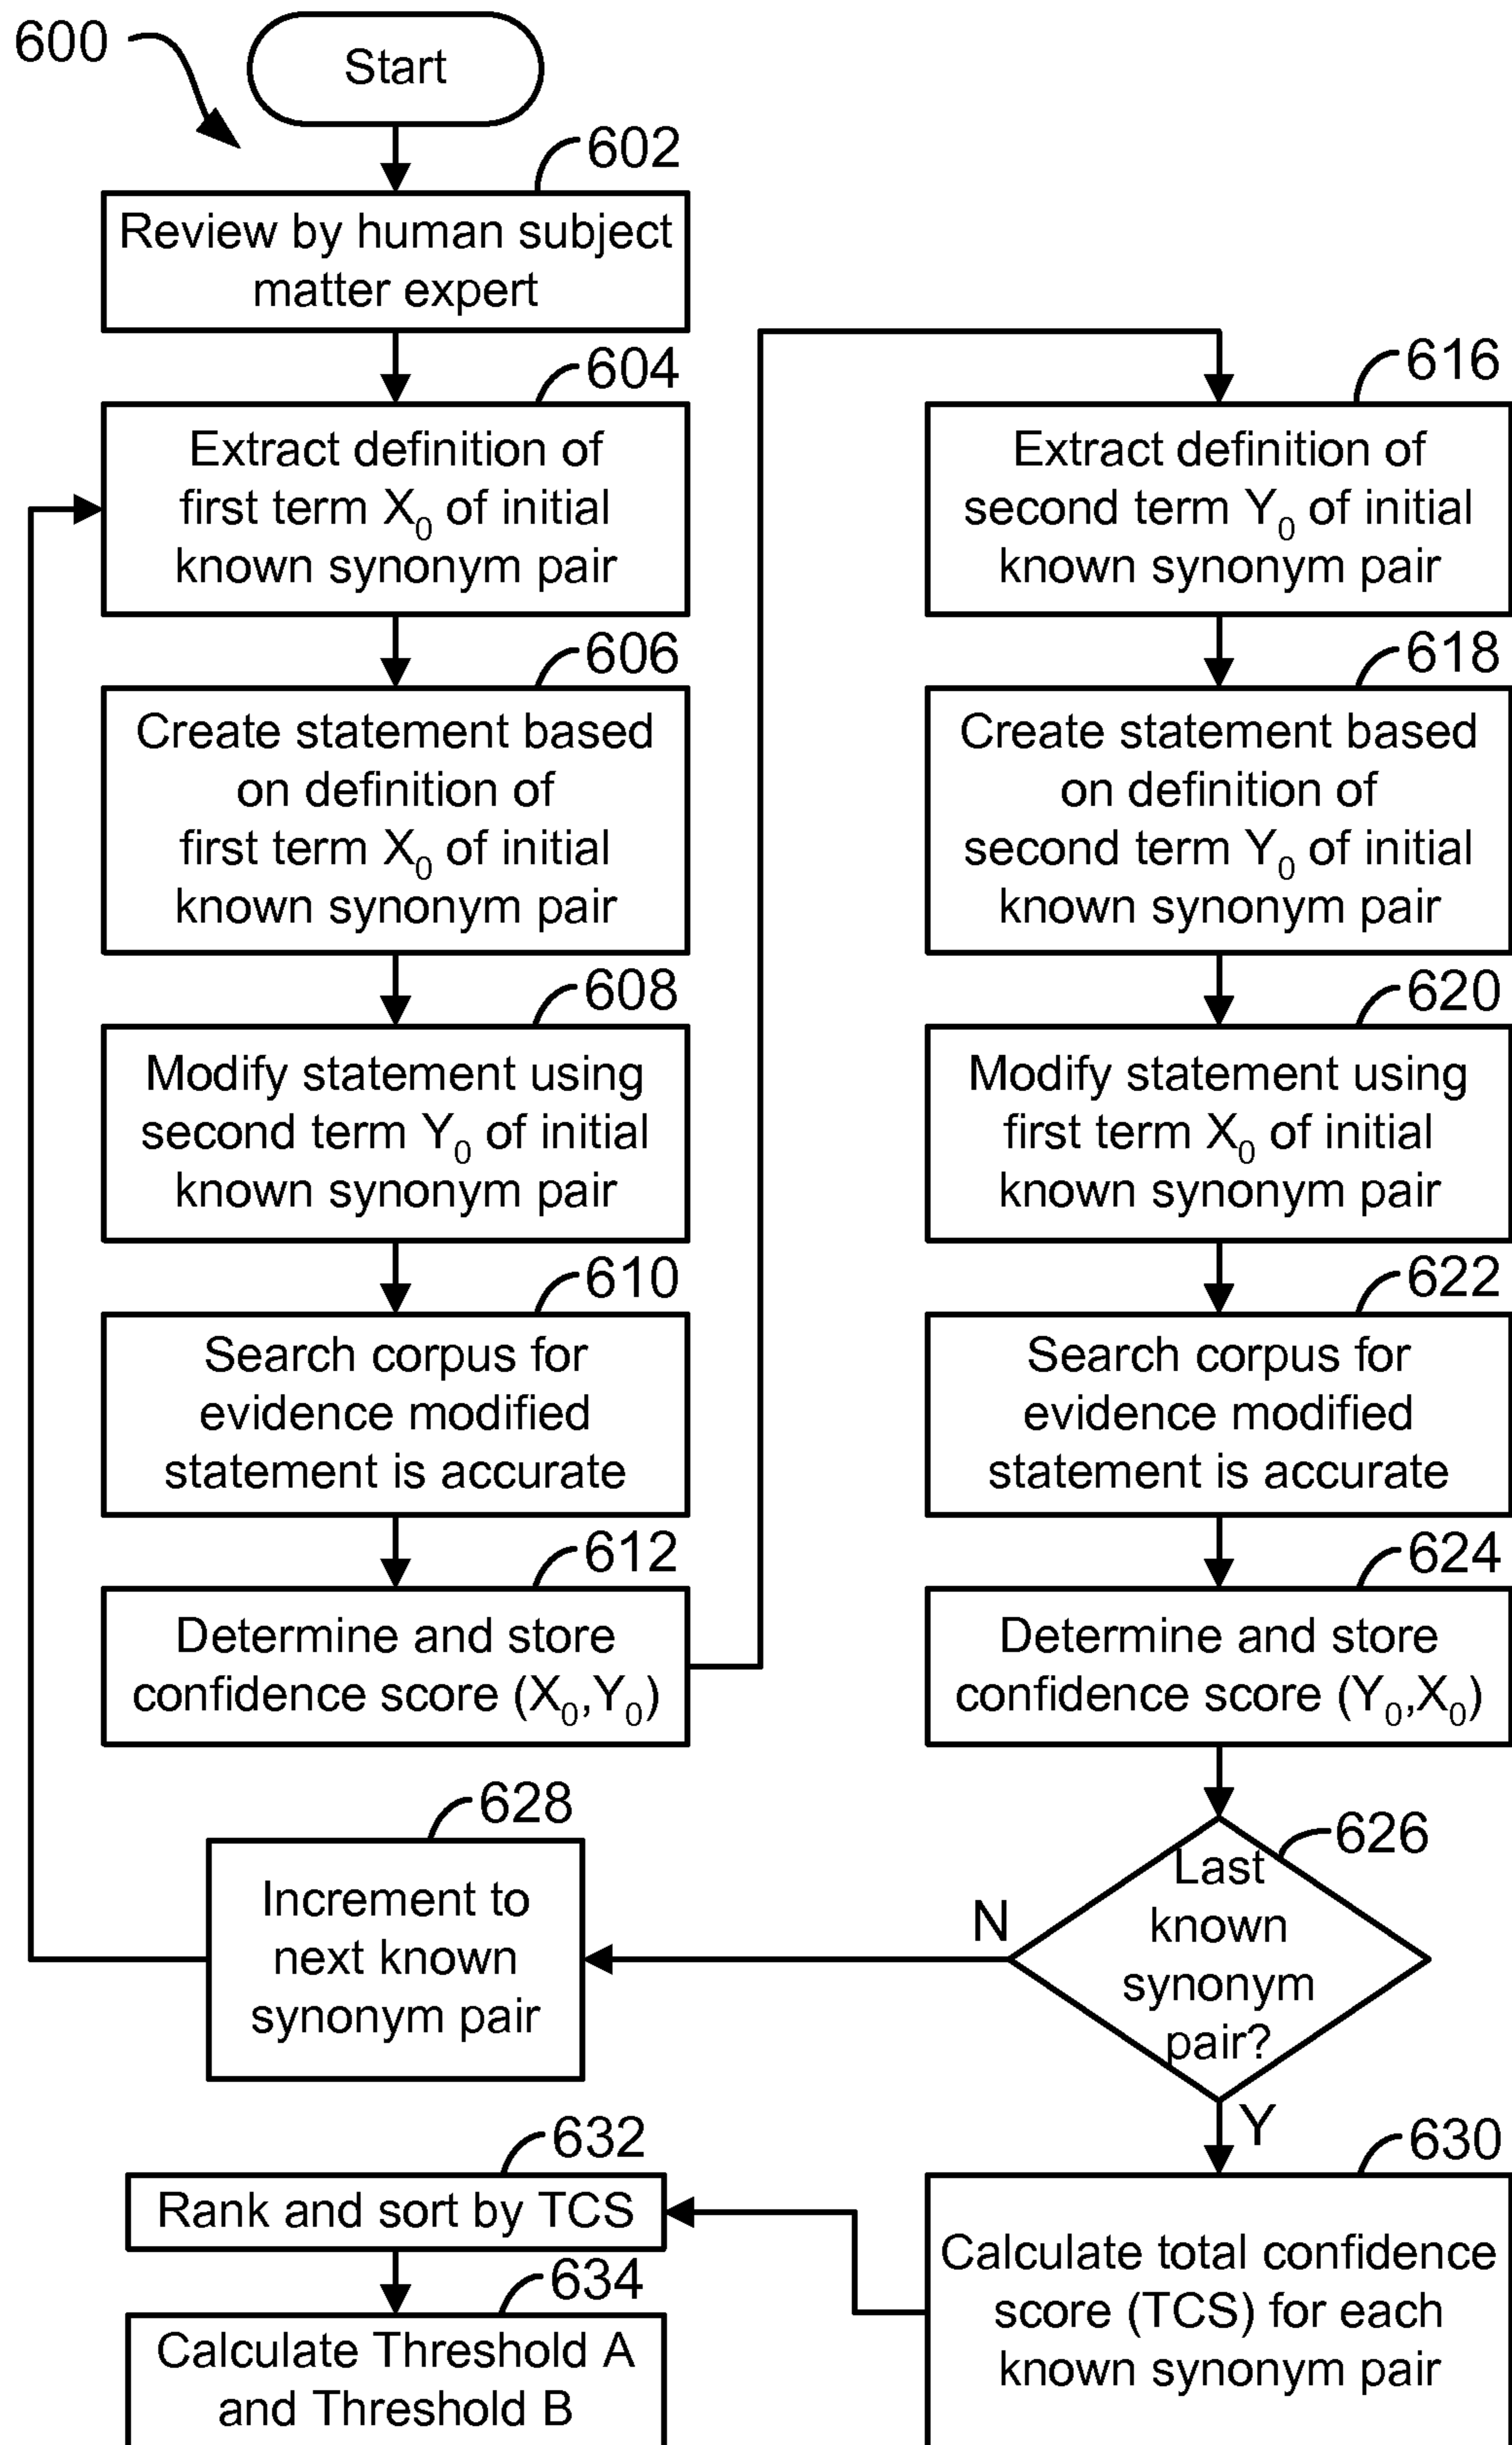 600
Start
602
Review by human subject
matter expert
604
Extract definition of
first term X₀ of initial
known synonym pair
606
Create statement based
on definition of
first term X₀ of initial
known synonym pair
608
Modify statement using
second term Y₀ of initial
known synonym pair
610
Search corpus for
evidence modified
statement is accurate
612
Determine and store
confidence score (X₀,Y₀)
616
Extract definition of
second term Y₀ of initial
known synonym pair
618
Create statement based
on definition of
second term Y₀ of initial
known synonym pair
620
Modify statement using
first term X₀ of initial
known synonym pair
622
Search corpus for
evidence modified
statement is accurate
624
Determine and store
confidence score (Y₀,X₀)
626
Last
known
synonym
pair?
N
628
Increment to
next known
synonym pair
Y
630
Calculate total confidence
score (TCS) for each
known synonym pair
632
Rank and sort by TCS
634
Calculate Threshold A
and Threshold B